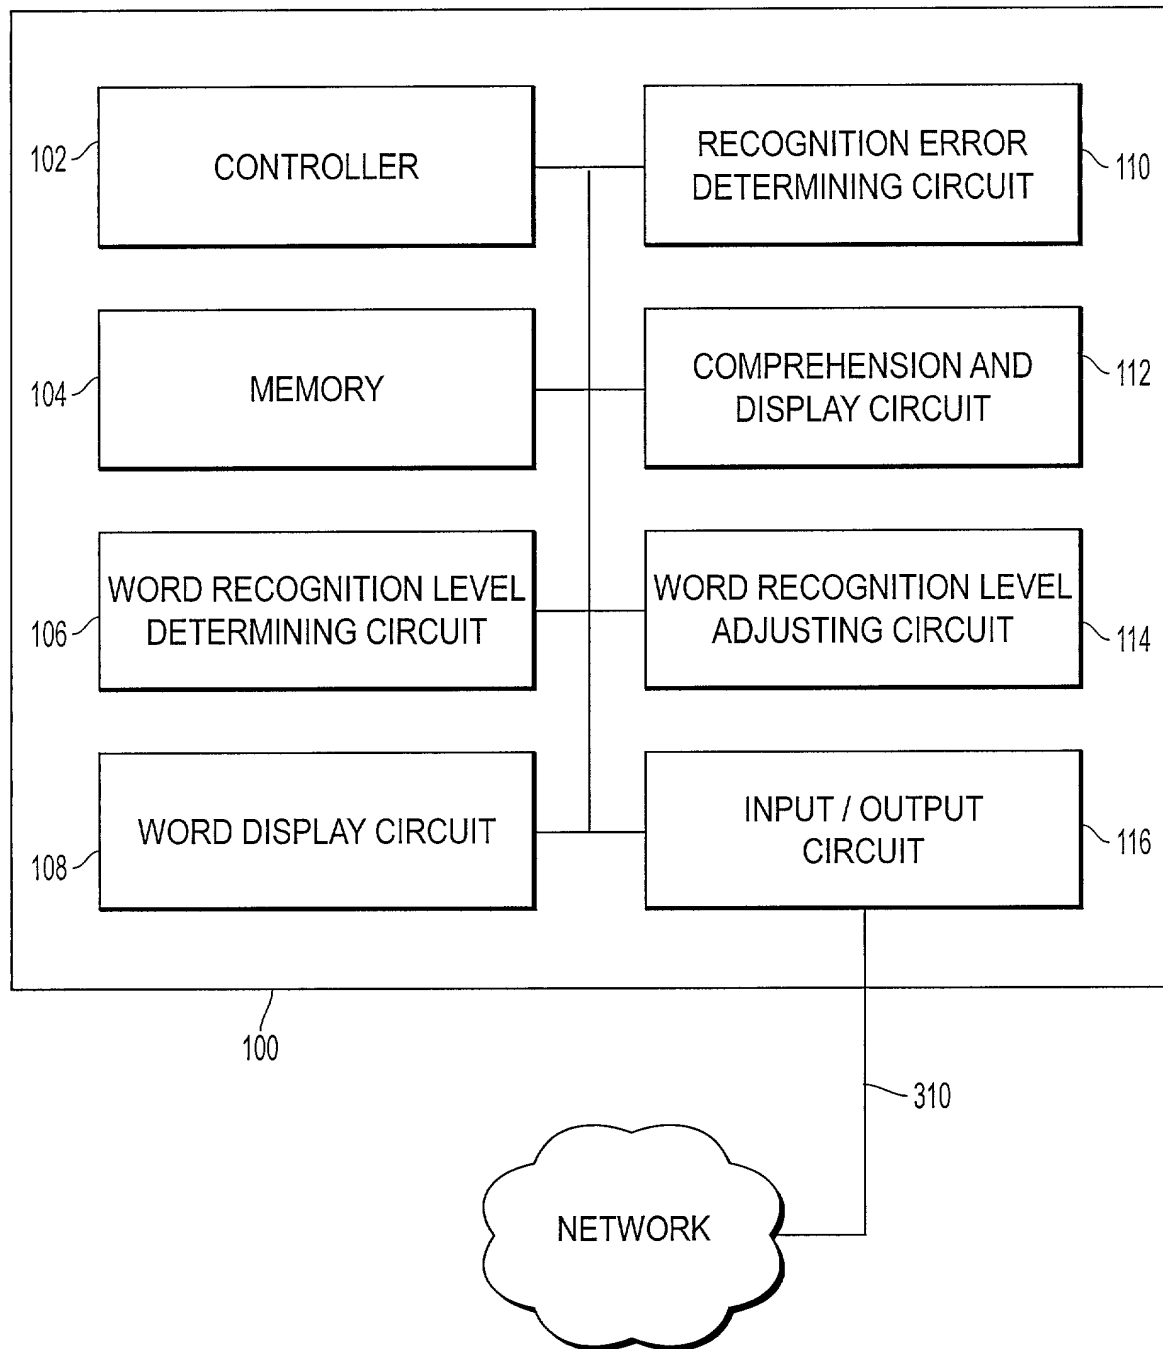 102
CONTROLLER
RECOGNITION ERROR
DETERMINING CIRCUIT
110
104
MEMORY
COMPREHENSION AND
DISPLAY CIRCUIT
112
106
WORD RECOGNITION LEVEL
DETERMINING CIRCUIT
WORD RECOGNITION LEVEL
ADJUSTING CIRCUIT
114
108
WORD DISPLAY CIRCUIT
INPUT / OUTPUT
CIRCUIT
116
100
310
NETWORK